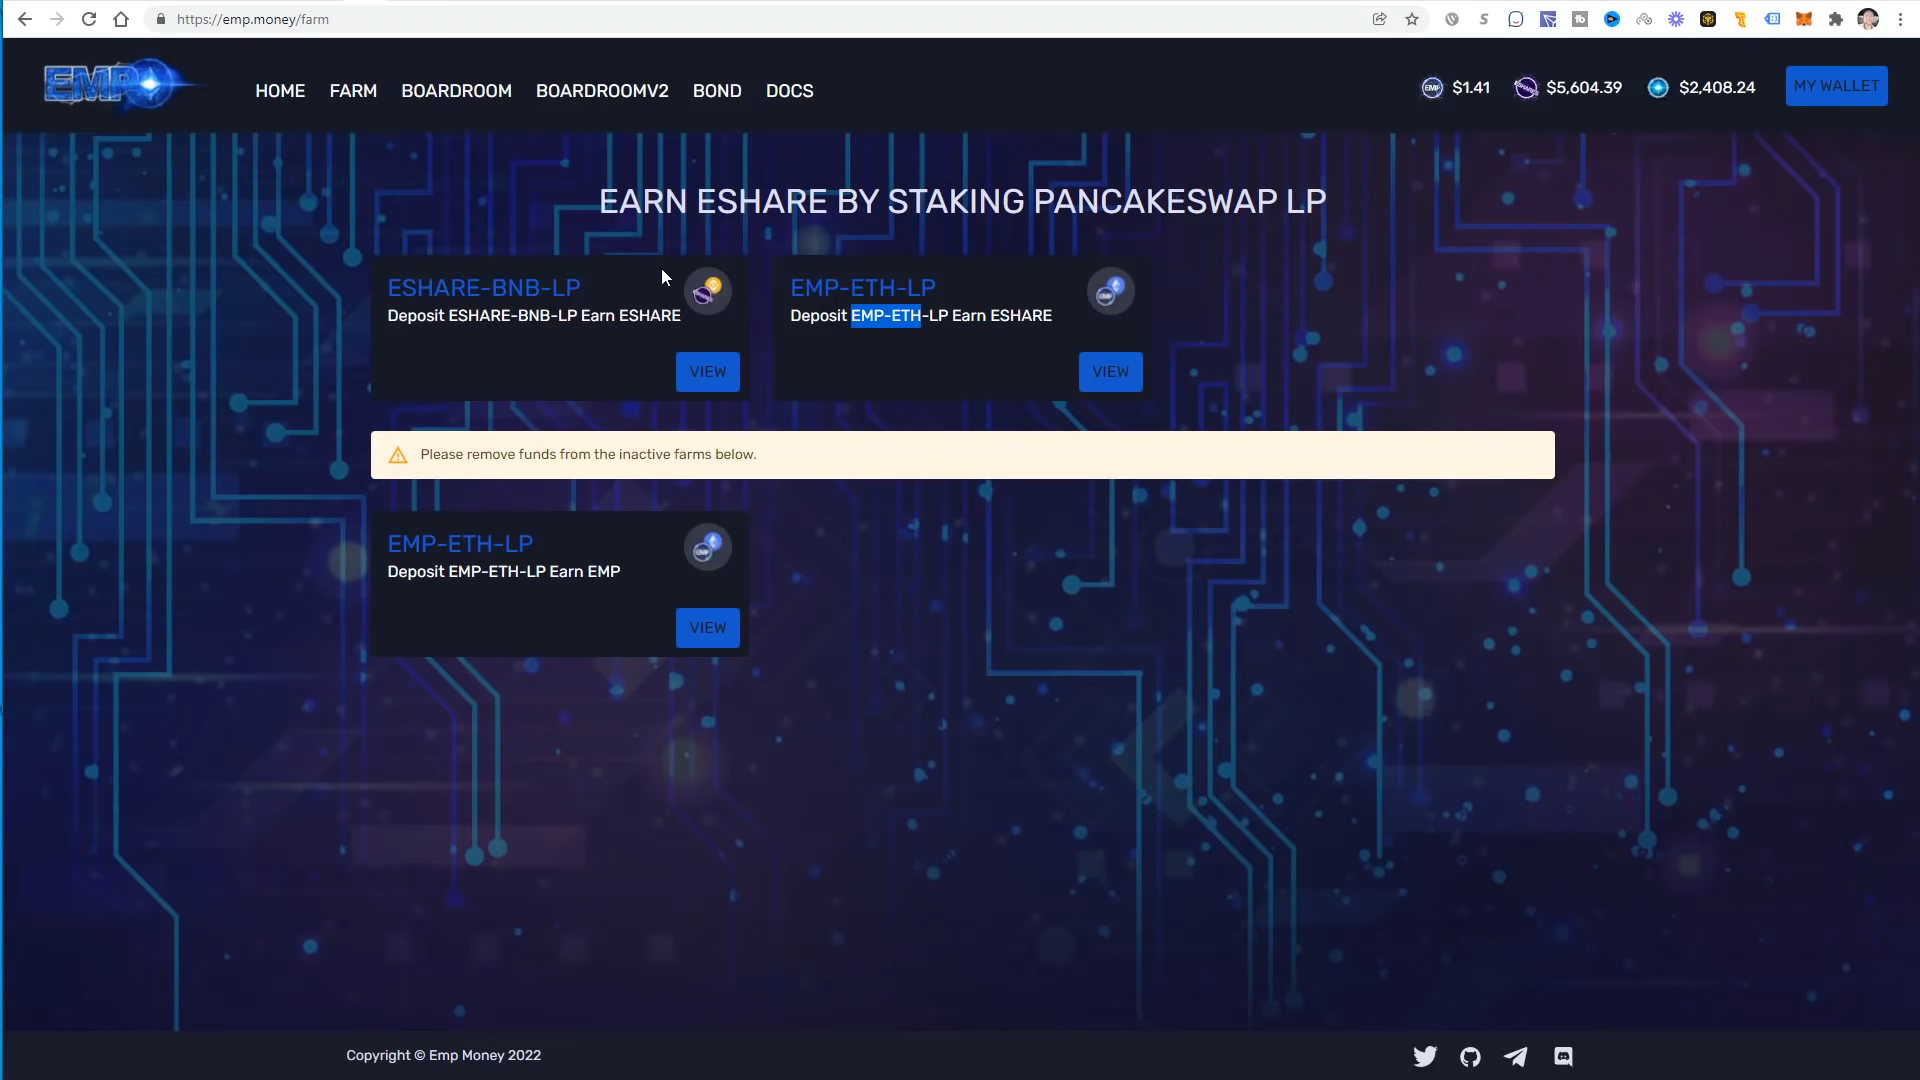 https://emp.money/farm
EMP
HOME FARM BOARDROOM BOARDROOMV2 BOND DOCS
$1.41 $5,604.39 $2,408.24 MY WALLET
EARN ESHARE BY STAKING PANCAKESWAP LP
ESHARE-BNB-LP
Deposit ESHARE-BNB-LP Earn ESHARE
VIEW
EMP-ETH-LP
Deposit EMP-ETH-LP Earn ESHARE
VIEW
Please remove funds from the inactive farms below.
EMP-ETH-LP
Deposit EMP-ETH-LP Earn EMP
VIEW
Copyright © Emp Money 2022